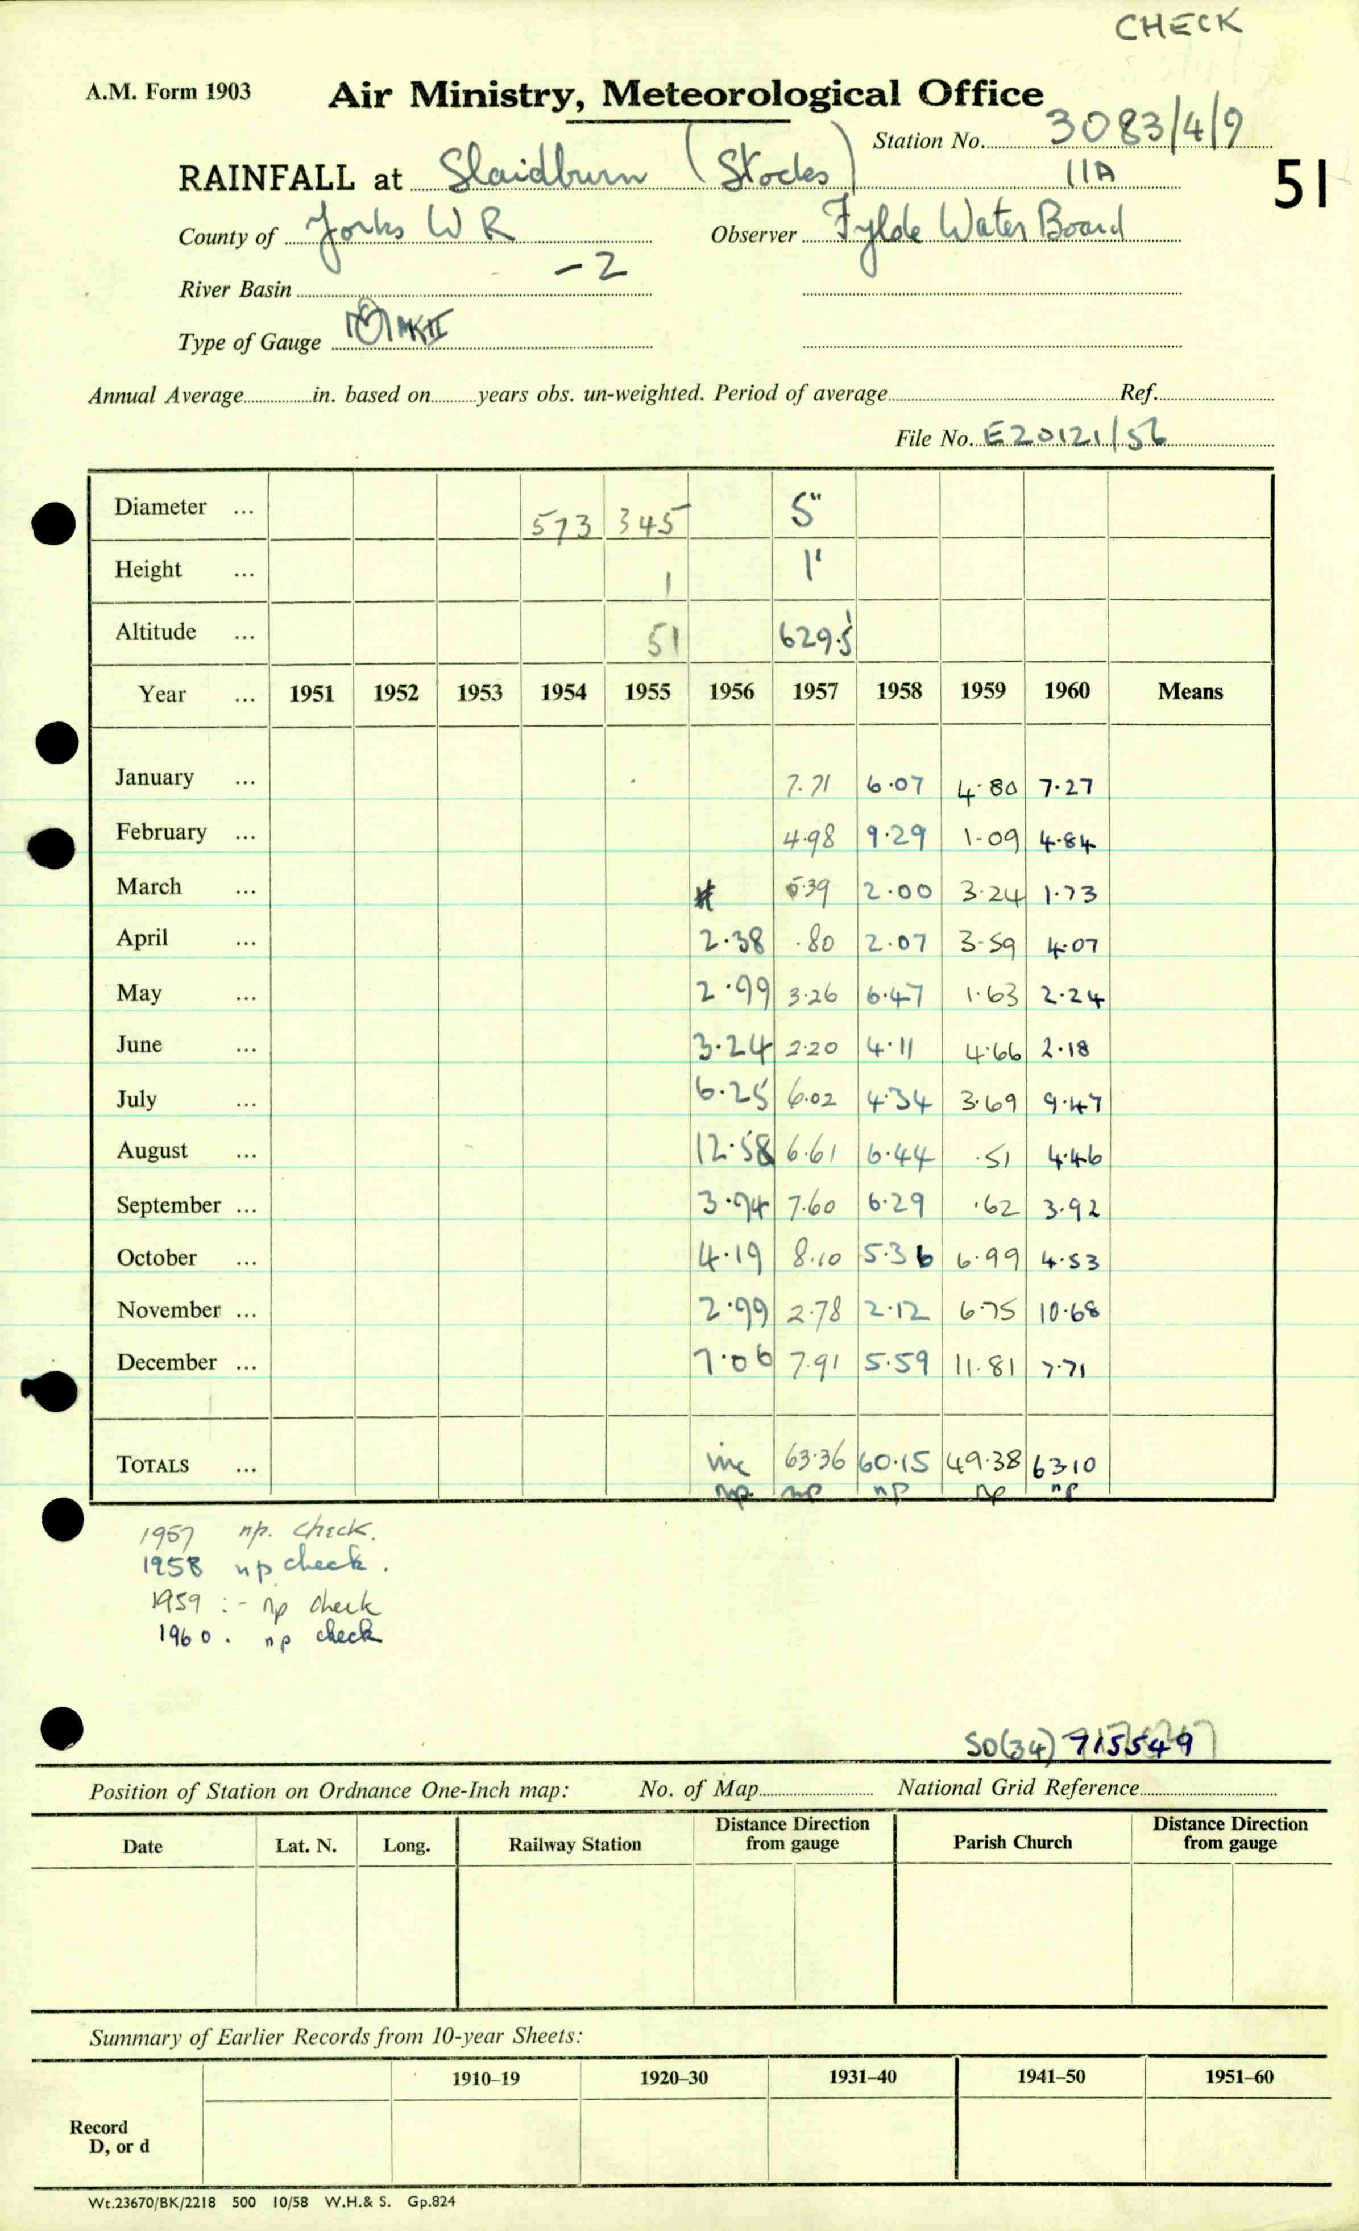 CHECK
A.M. Form 1903 Air Ministry, Meteorological Office
Station No. 3083/4/9
RAINFALL at Slaidburn (Stocks) 11A 51
County of Yorks W R Observer Fylde Water Board
-2
River Basin
Type of Gauge MKII
Annual Average in. based on years obs. un-weighted. Period of average Ref.
File No. E20121/56
Diameter ... 573 345 5"
Height ... 1 1'
Altitude ... 51 629.5'
Year ... 1951 1952 1953 1954 1955 1956 1957 1958 1959 1960 Means
January ... 7.71 6.07 4.80 7.27
February ... 4.98 9.29 1.09 4.84
March ... 5.39 2.00 3.24 1.73
April ... 2.38 .80 2.07 3.59 4.07
May ... 2.99 3.26 6.47 1.63 2.24
June ... 3.24 2.20 4.11 4.66 2.18
July ... 6.25 6.02 4.34 3.69 9.47
August ... 12.58 6.61 6.44 .51 4.46
September ... 3.94 7.60 6.29 .62 3.92
October ... 4.19 8.10 5.36 6.99 4.53
November ... 2.99 2.78 2.12 6.75 10.68
December ... 7.06 7.91 5.59 11.81 7.71
TOTALS ... inc 63.36 60.15 49.38 63.10
np. np np np np
1957 np. check.
1958 np check.
1959 :- np check
1960. np check
SD(34) 715549
Position of Station on Ordnance One-Inch map: No. of Map National Grid Reference
Date Lat. N. Long. Railway Station Distance Direction from gauge Parish Church Distance Direction from gauge
Summary of Earlier Records from 10-year Sheets:
1910–19 1920–30 1931–40 1941–50 1951–60
Record
D, or d
Wt.23670/BK/2218 500 10/58 W.H.& S. Gp.824